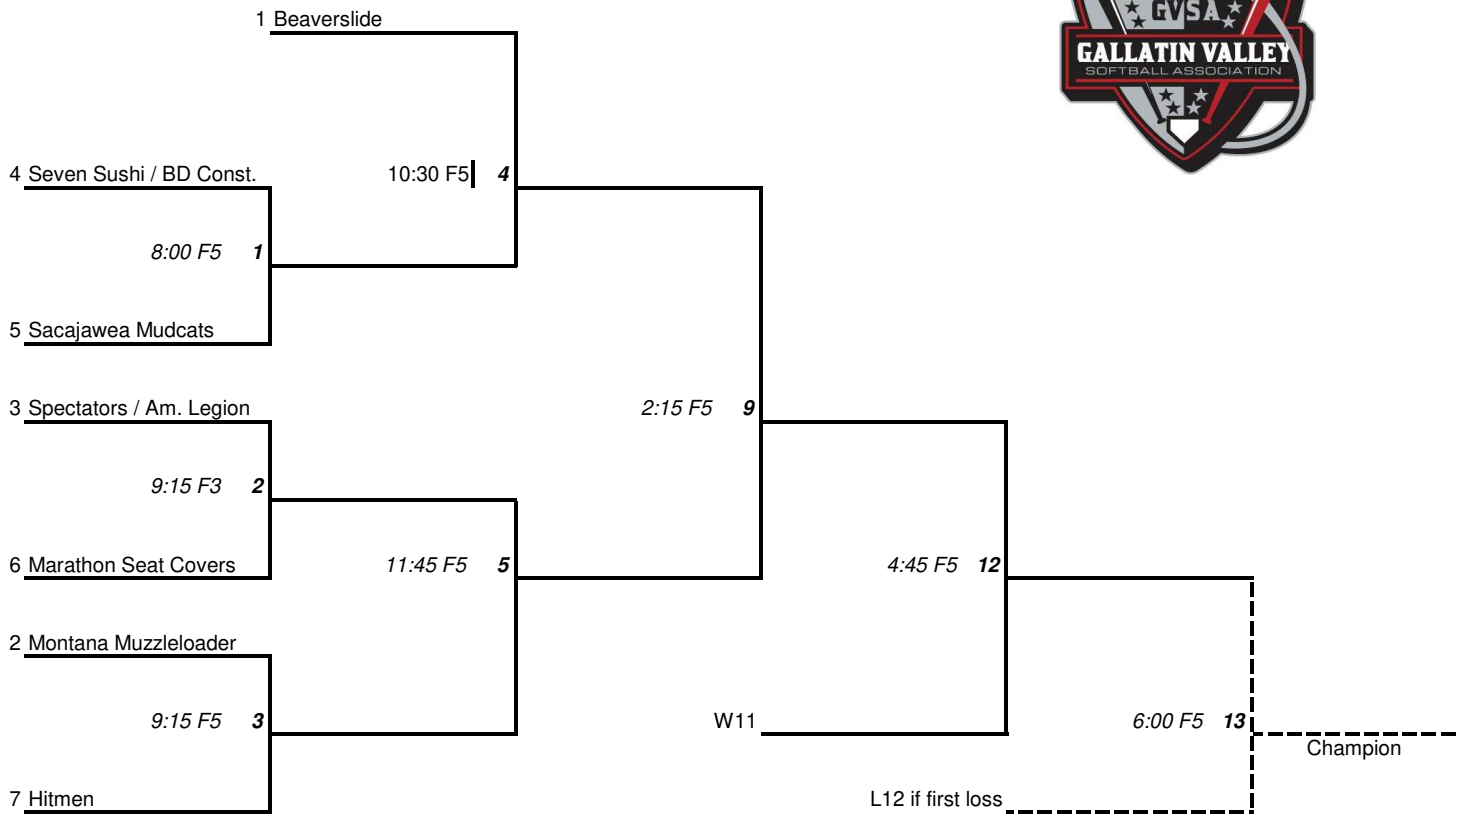 GVSA
GALLATIN VALLEY
SOFTBALL ASSOCIATION
1 Beaverslide
4 Seven Sushi / BD Const.
10:30 F5 4
8:00 F5 1
5 Sacajawea Mudcats
3 Spectators / Am. Legion
2:15 F5 9
9:15 F3 2
6 Marathon Seat Covers
11:45 F5 5
4:45 F5 12
2 Montana Muzzleloader
9:15 F5 3
W11
6:00 F5 13
Champion
7 Hitmen
L12 if first loss